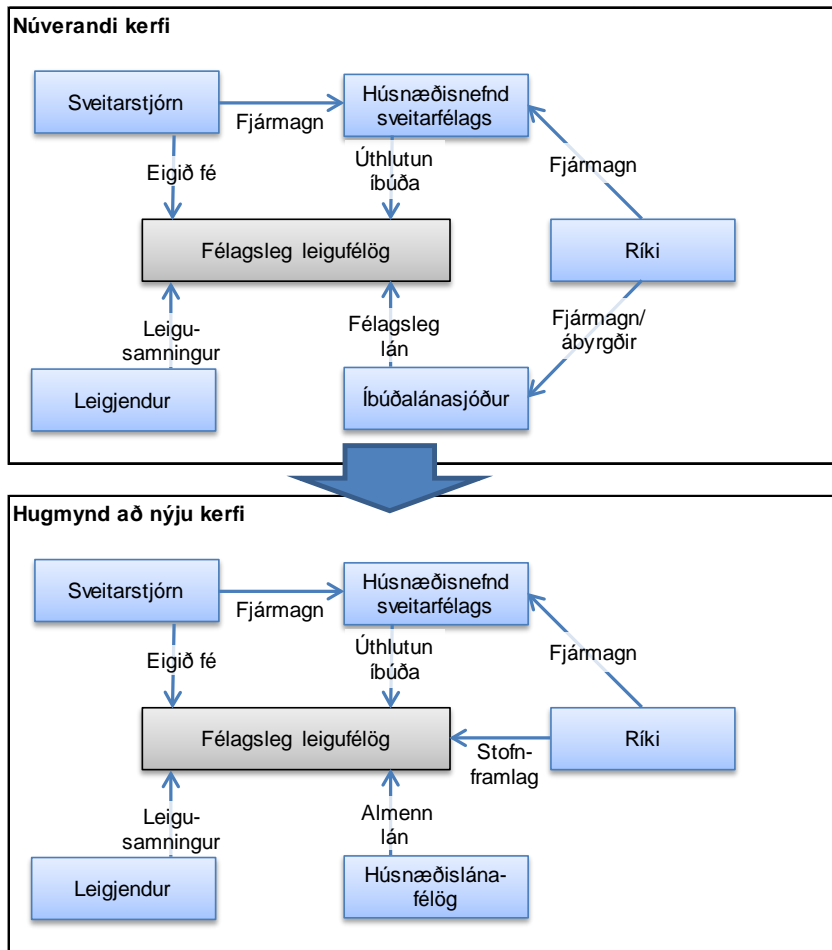 Núverandi kerfi
Sveitarstjórn
Fjármagn
Húsnæðisnefnd
sveitarfélags
Eigið fé
Úthlutun
íbúða
Fjármagn
Félagsleg leigufélög
Ríki
Leigu-
samningur
Félagsleg
lán
Fjármagn/
ábyrgðir
Leigjendur
Íbúðalánasjóður
Hugmynd að nýju kerfi
Sveitarstjórn
Fjármagn
Húsnæðisnefnd
sveitarfélags
Eigið fé
Úthlutun
íbúða
Fjármagn
Félagsleg leigufélög
Stofn-
framlag
Ríki
Leigu-
samningur
Almenn
lán
Leigjendur
Húsnæðislána-
félög